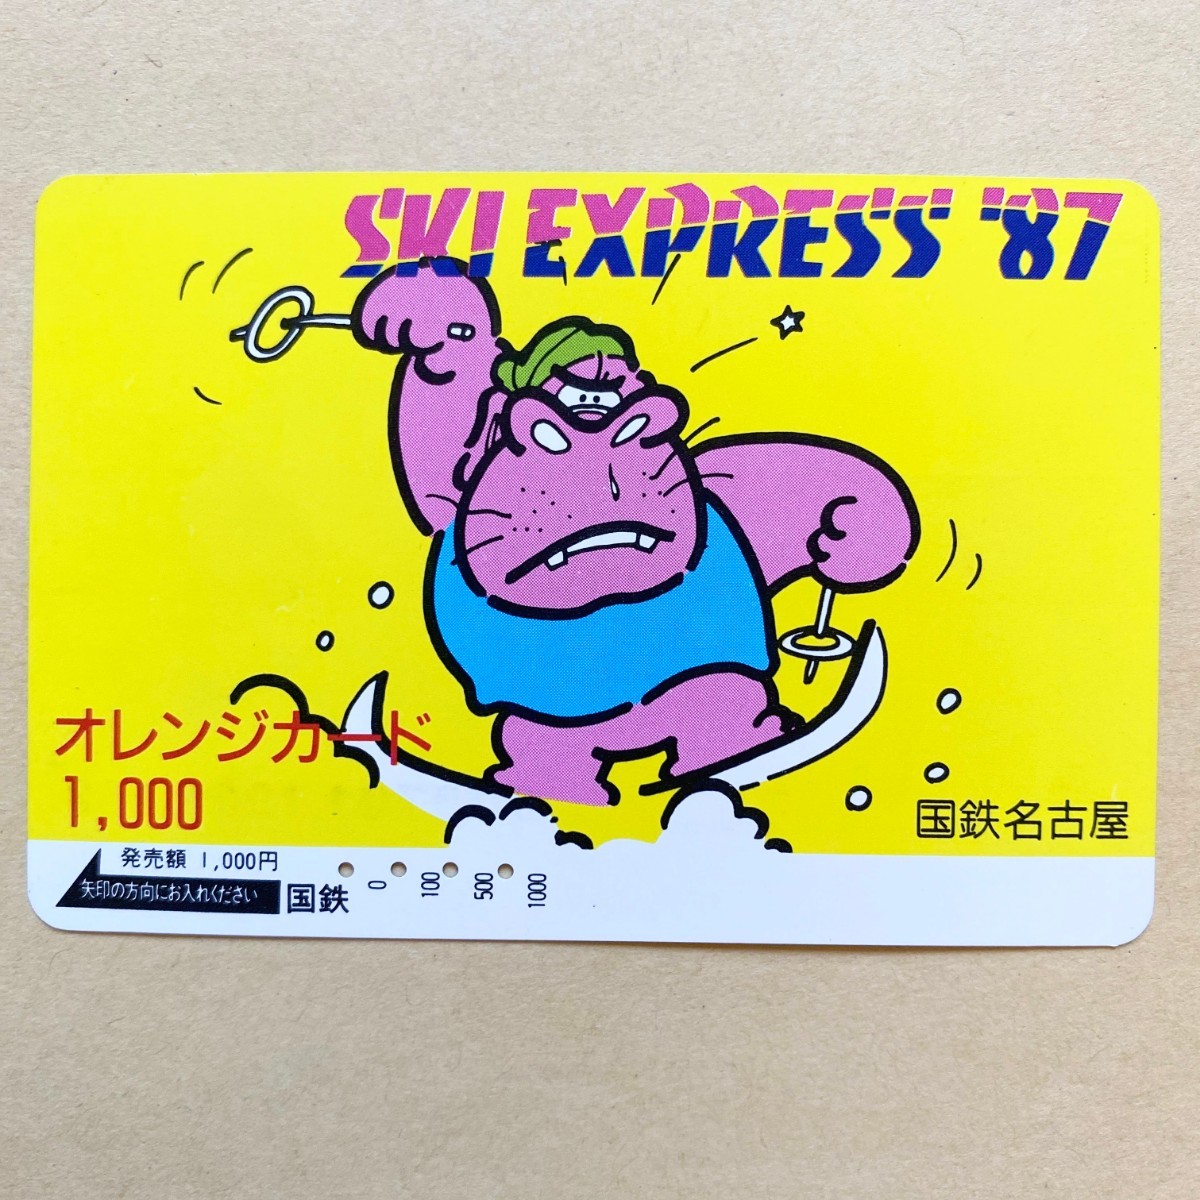 SKI EXPRESS '87
オレンジカード
1,000
国鉄名古屋
発売額 1,000円
矢印の方向にお入れください
国鉄
0 100 500 1000